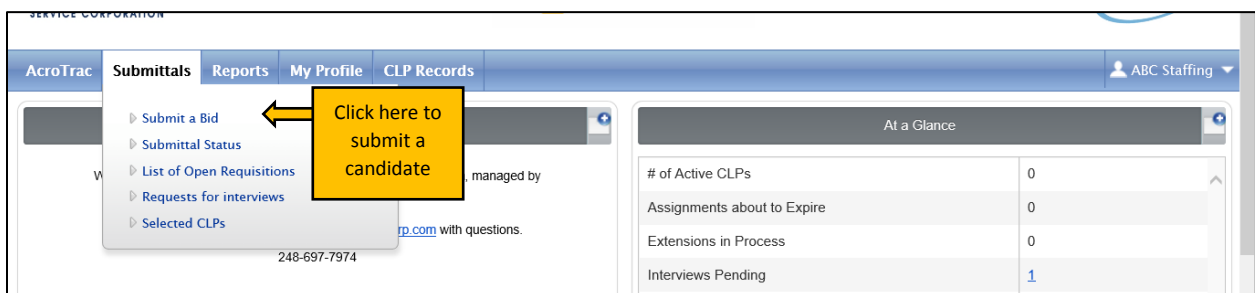 SERVICE CORPORATION
AcroTrac Submittals Reports My Profile CLP Records ABC Staffing
Submit a Bid
Submittal Status
List of Open Requisitions
Requests for interviews
Selected CLPs
Click here to
submit a
candidate
W , managed by
rp.com with questions.
248-697-7974
At a Glance
# of Active CLPs 0
Assignments about to Expire 0
Extensions in Process 0
Interviews Pending 1